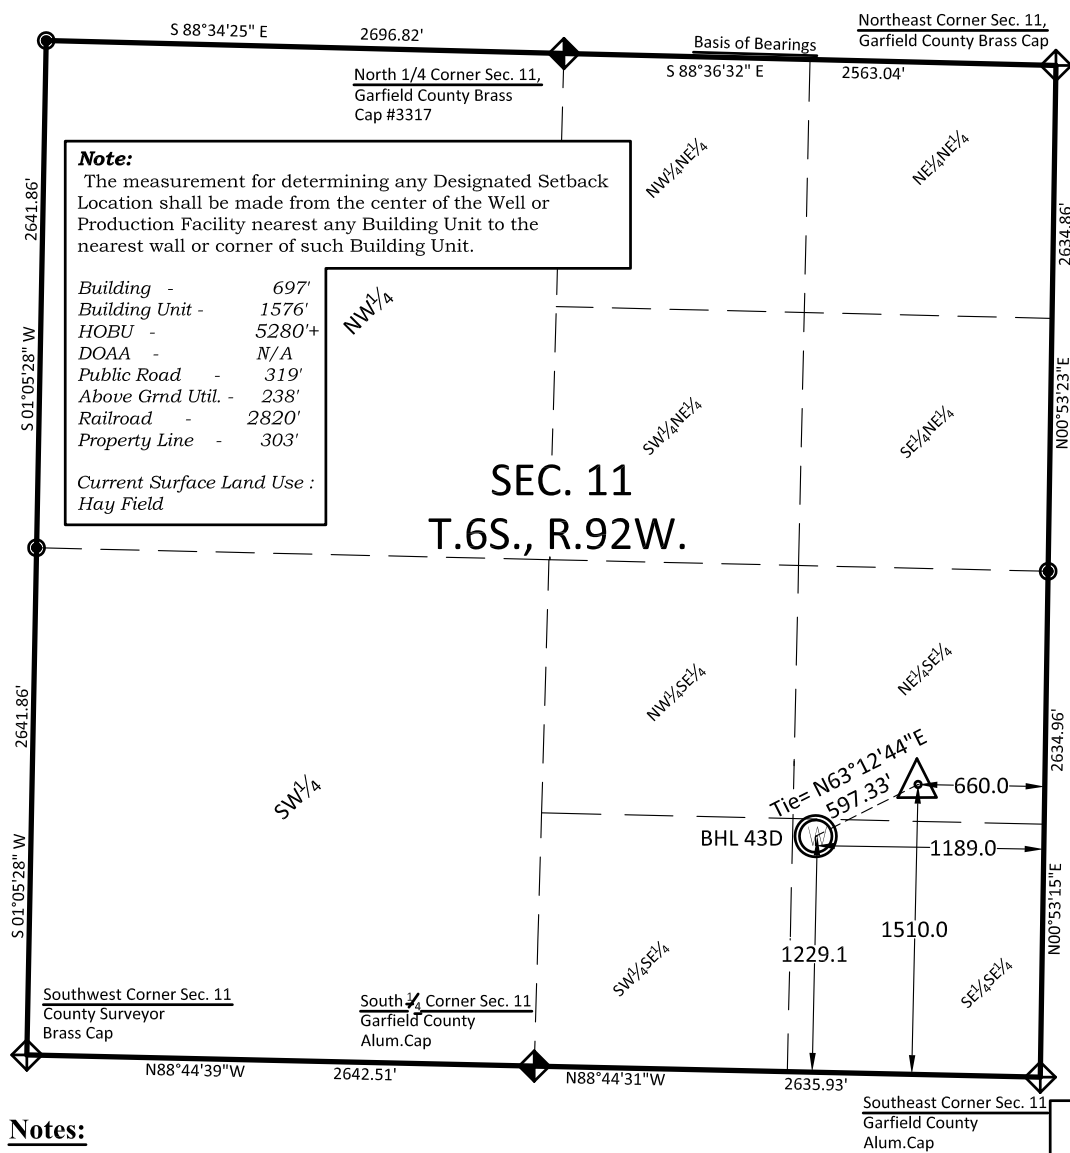 S 88°34'25" E
2696.82'
Basis of Bearings
S 88°36'32" E
2563.04'
Northeast Corner Sec. 11,
Garfield County Brass Cap
North 1/4 Corner Sec. 11,
Garfield County Brass
Cap #3317
Note:
The measurement for determining any Designated Setback
Location shall be made from the center of the Well or
Production Facility nearest any Building Unit to the
nearest wall or corner of such Building Unit.
Building - 697'
Building Unit - 1576'
HOBU - 5280'+
DOAA - N/A
Public Road - 319'
Above Grnd Util. - 238'
Railroad - 2820'
Property Line - 303'
Current Surface Land Use :
Hay Field
2641.86'
S 01°05'28" W
NW¼
NW¼NE¼
NE¼NE¼
2634.86'
N00°53'23"E
SW¼NE¼
SE¼NE¼
SEC. 11
T.6S., R.92W.
2641.86'
S 01°05'28" W
SW¼
NW¼SE¼
NE¼SE¼
2634.96'
N00°53'15"E
Tie= N63°12'44"E
597.33'
660.0
BHL 43D
1189.0
1510.0
1229.1
SW¼SE¼
SE¼SE¼
Southwest Corner Sec. 11
County Surveyor
Brass Cap
South ¼ Corner Sec. 11
Garfield County
Alum.Cap
N88°44'39"W
2642.51'
N88°44'31"W
2635.93'
Southeast Corner Sec. 11
Garfield County
Alum.Cap
Notes: